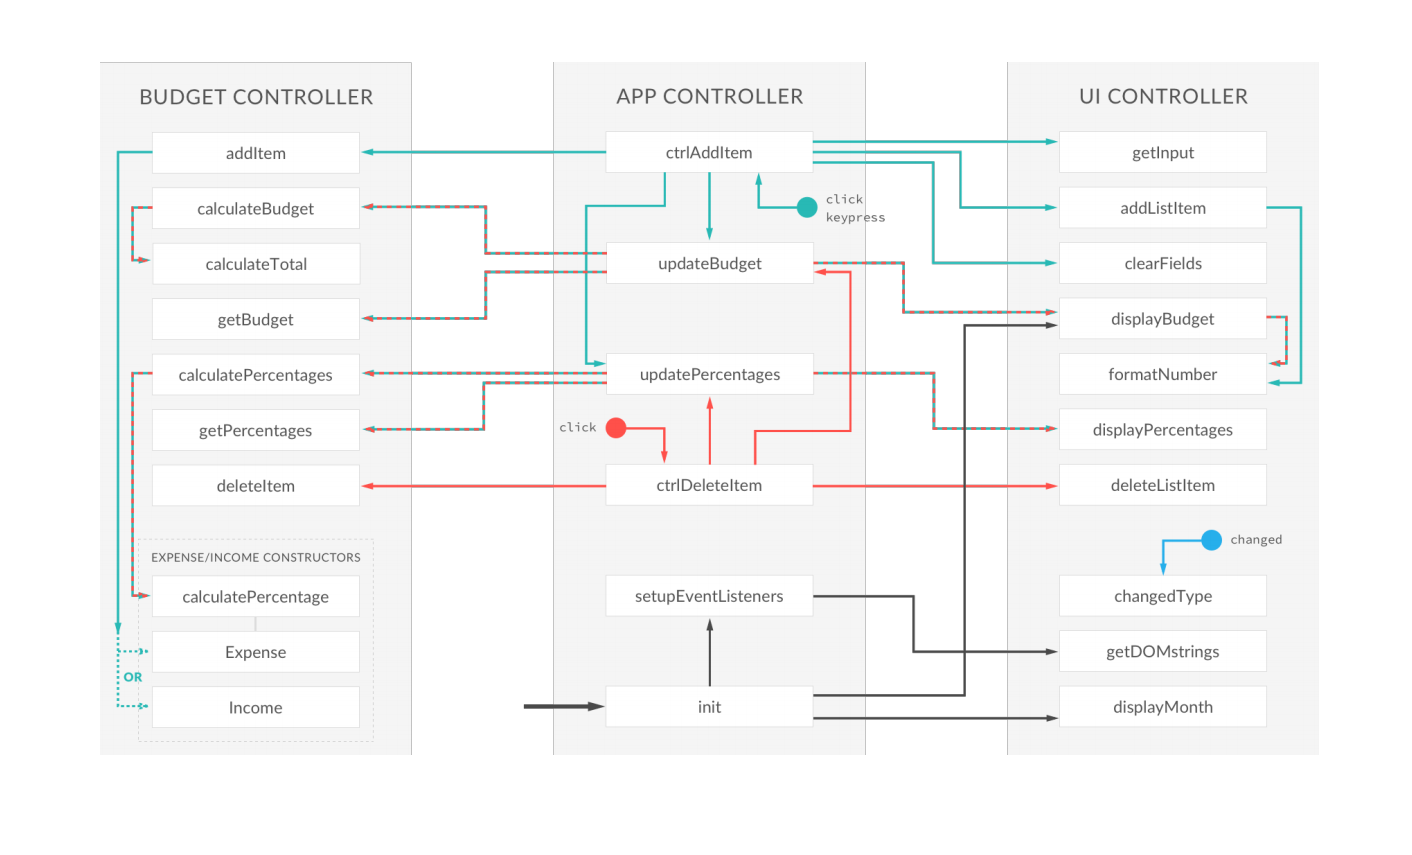 BUDGET CONTROLLER
addItem
calculateBudget
calculateTotal
getBudget
calculatePercentages
getPercentages
deleteItem
EXPENSE/INCOME CONSTRUCTORS
calculatePercentage
Expense
OR
Income
APP CONTROLLER
ctrlAddItem
click
keypress
updateBudget
updatePercentages
click
ctrlDeleteItem
setupEventListeners
init
UI CONTROLLER
getInput
addListItem
clearFields
displayBudget
formatNumber
displayPercentages
deleteListItem
changed
changedType
getDOMstrings
displayMonth